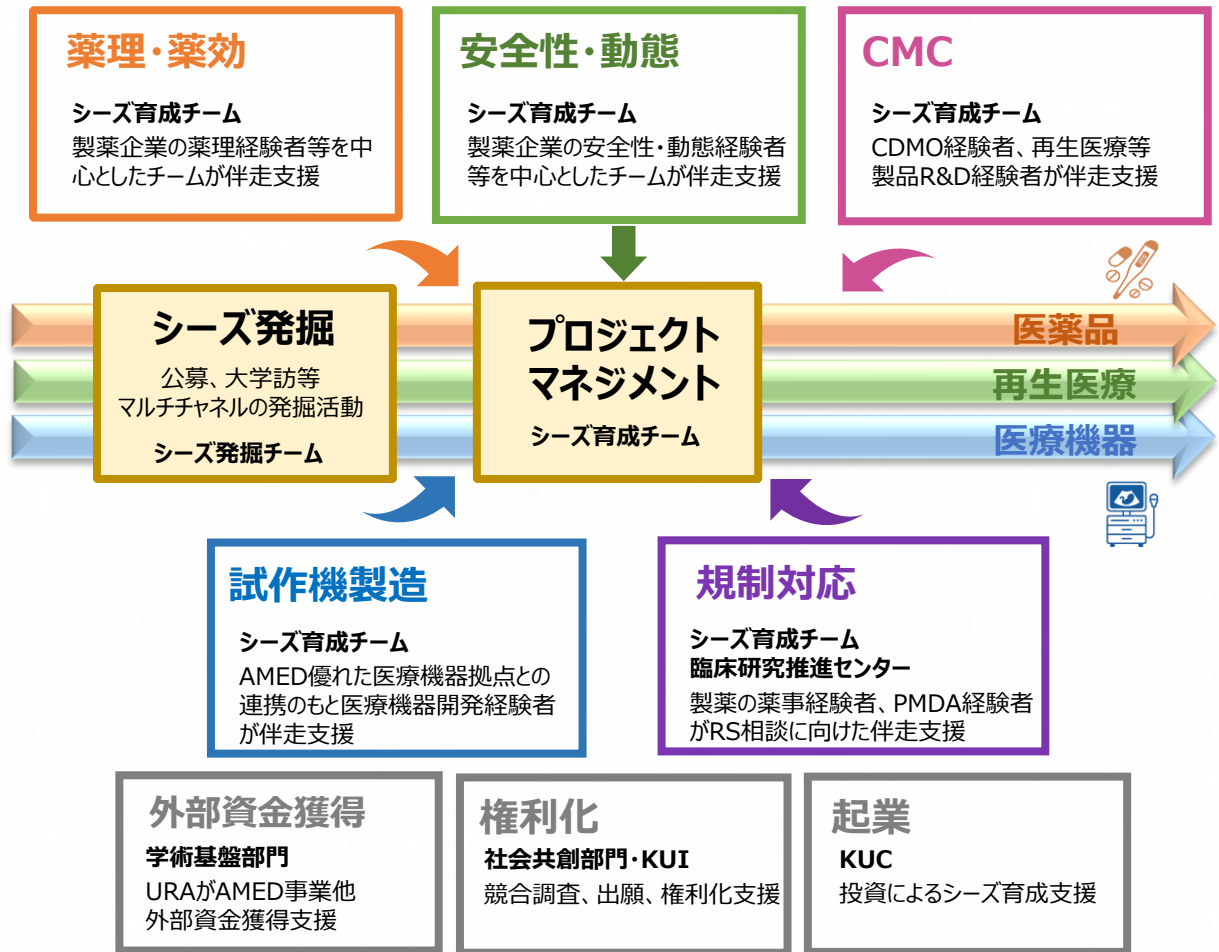 薬理・薬効
シーズ育成チーム
製薬企業の薬理経験者等を中
心としたチームが伴走支援
安全性・動態
シーズ育成チーム
製薬企業の安全性・動態経験者
等を中心としたチームが伴走支援
CMC
シーズ育成チーム
CDMO経験者、再生医療等
製品R&D経験者が伴走支援
シーズ発掘
公募、大学訪等
マルチチャネルの発掘活動
シーズ発掘チーム
プロジェクト
マネジメント
シーズ育成チーム
医薬品
再生医療
医療機器
試作機製造
シーズ育成チーム
AMED優れた医療機器拠点との
連携のもと医療機器開発経験者
が伴走支援
規制対応
シーズ育成チーム
臨床研究推進センター
製薬の薬事経験者、PMDA経験者
がRS相談に向けた伴走支援
外部資金獲得
学術基盤部門
URAがAMED事業他
外部資金獲得支援
権利化
社会共創部門・KUI
競合調査、出願、権利化支援
起業
KUC
投資によるシーズ育成支援